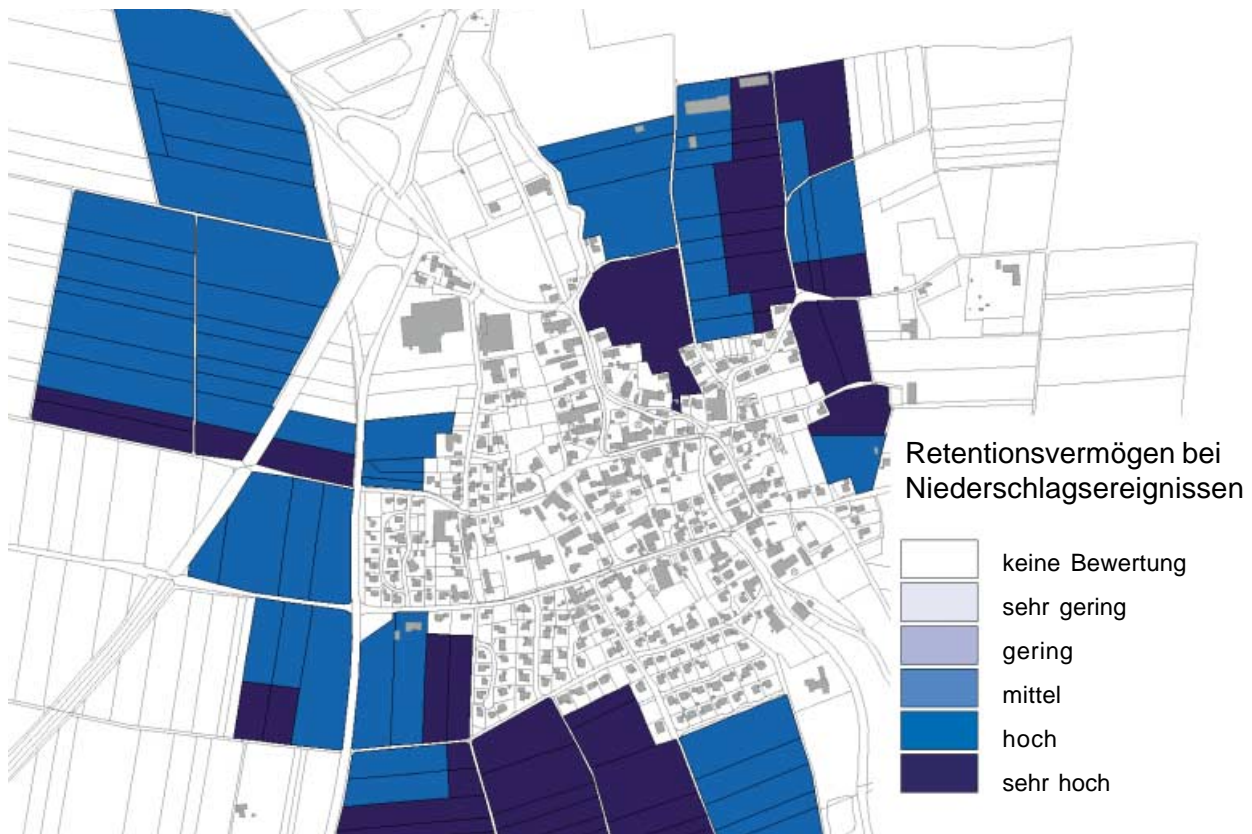 Retentionsvermögen bei
Niederschlagsereignissen
keine Bewertung
sehr gering
gering
mittel
hoch
sehr hoch